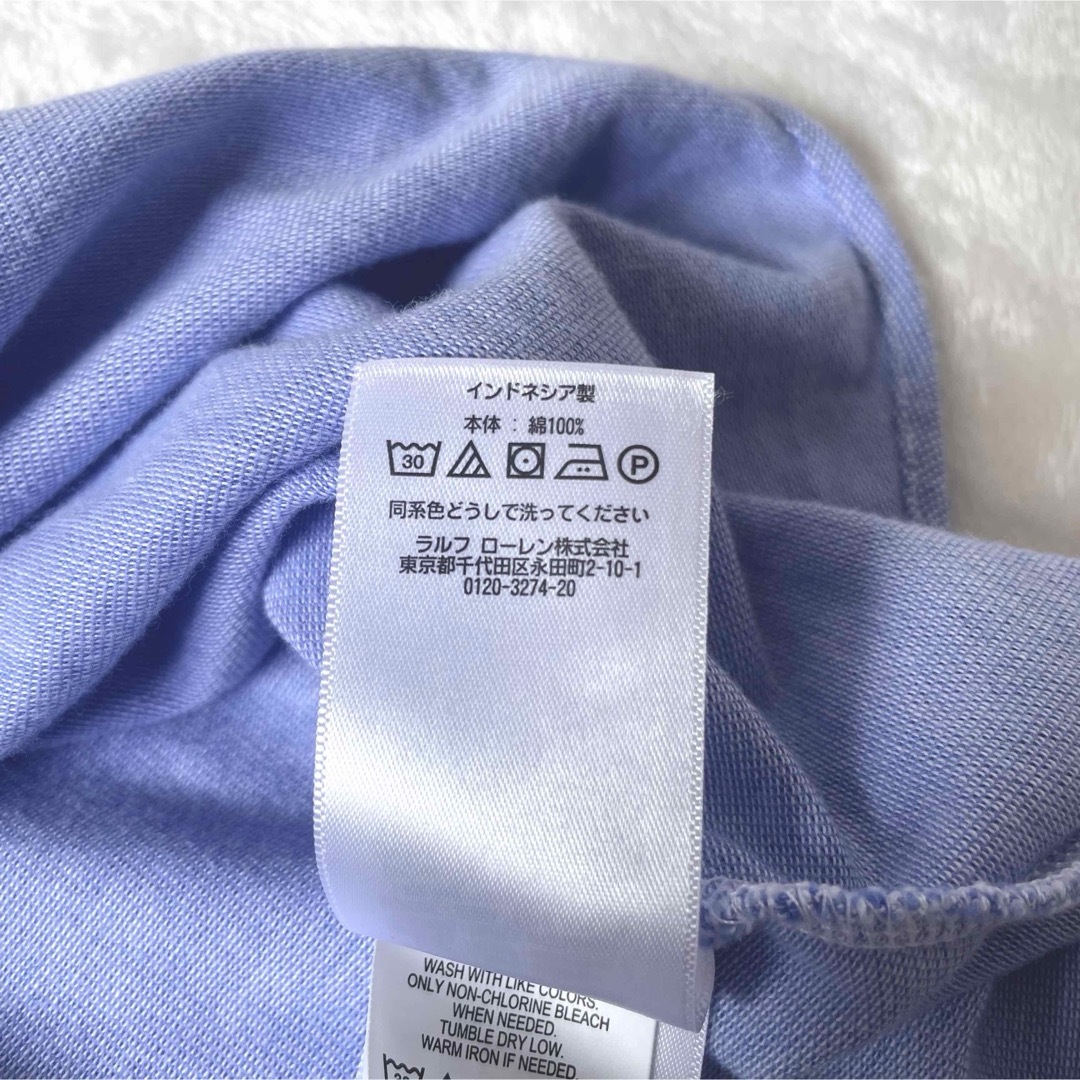 インドネシア製
本体 : 綿100%
30 P
同系色どうしで洗ってください
ラルフ ローレン株式会社
東京都千代田区永田町2-10-1
0120-3274-20
WASH WITH LIKE COLORS.
ONLY NON-CHLORINE BLEACH
WHEN NEEDED.
TUMBLE DRY LOW.
WARM IRON IF NEEDED.
30